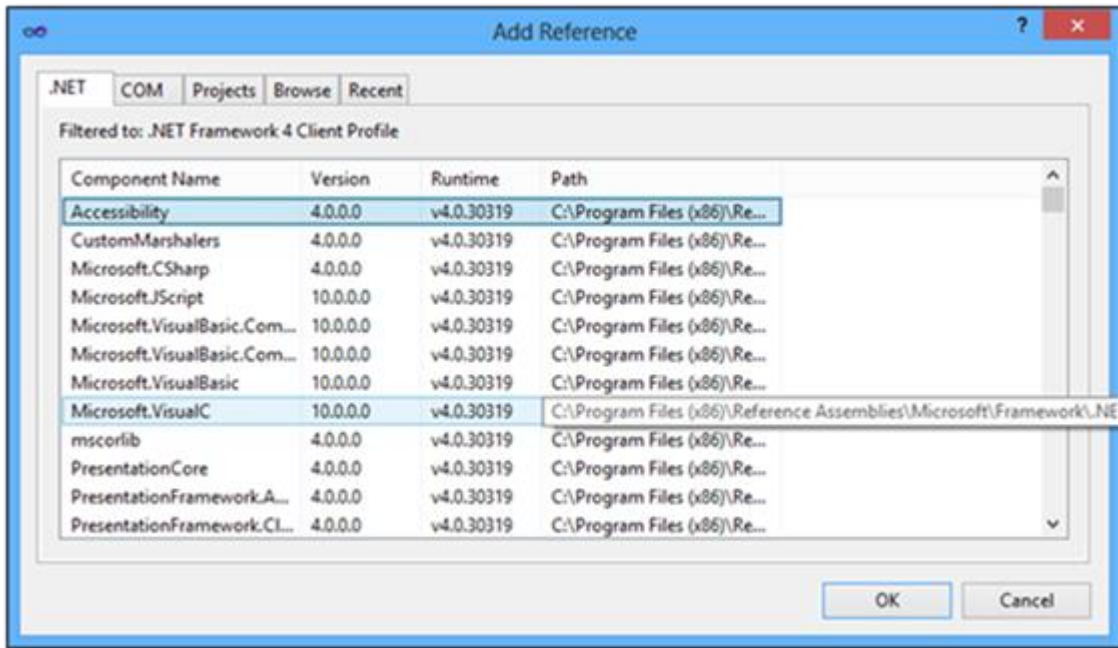 Add Reference
?
.NET COM Projects Browse Recent
Filtered to: .NET Framework 4 Client Profile
Component Name Version Runtime Path
Accessibility 4.0.0.0 v4.0.30319 C:\Program Files (x86)\Re...
CustomMarshalers 4.0.0.0 v4.0.30319 C:\Program Files (x86)\Re...
Microsoft.CSharp 4.0.0.0 v4.0.30319 C:\Program Files (x86)\Re...
Microsoft.JScript 10.0.0.0 v4.0.30319 C:\Program Files (x86)\Re...
Microsoft.VisualBasic.Com... 10.0.0.0 v4.0.30319 C:\Program Files (x86)\Re...
Microsoft.VisualBasic.Com... 10.0.0.0 v4.0.30319 C:\Program Files (x86)\Re...
Microsoft.VisualBasic 10.0.0.0 v4.0.30319 C:\Program Files (x86)\Re...
Microsoft.VisualC 10.0.0.0 v4.0.30319 C:\Program Files (x86)\Reference Assemblies\Microsoft\Framework\.NE
mscorlib 4.0.0.0 v4.0.30319 C:\Program Files (x86)\Re...
PresentationCore 4.0.0.0 v4.0.30319 C:\Program Files (x86)\Re...
PresentationFramework.A... 4.0.0.0 v4.0.30319 C:\Program Files (x86)\Re...
PresentationFramework.Cl... 4.0.0.0 v4.0.30319 C:\Program Files (x86)\Re...
OK Cancel